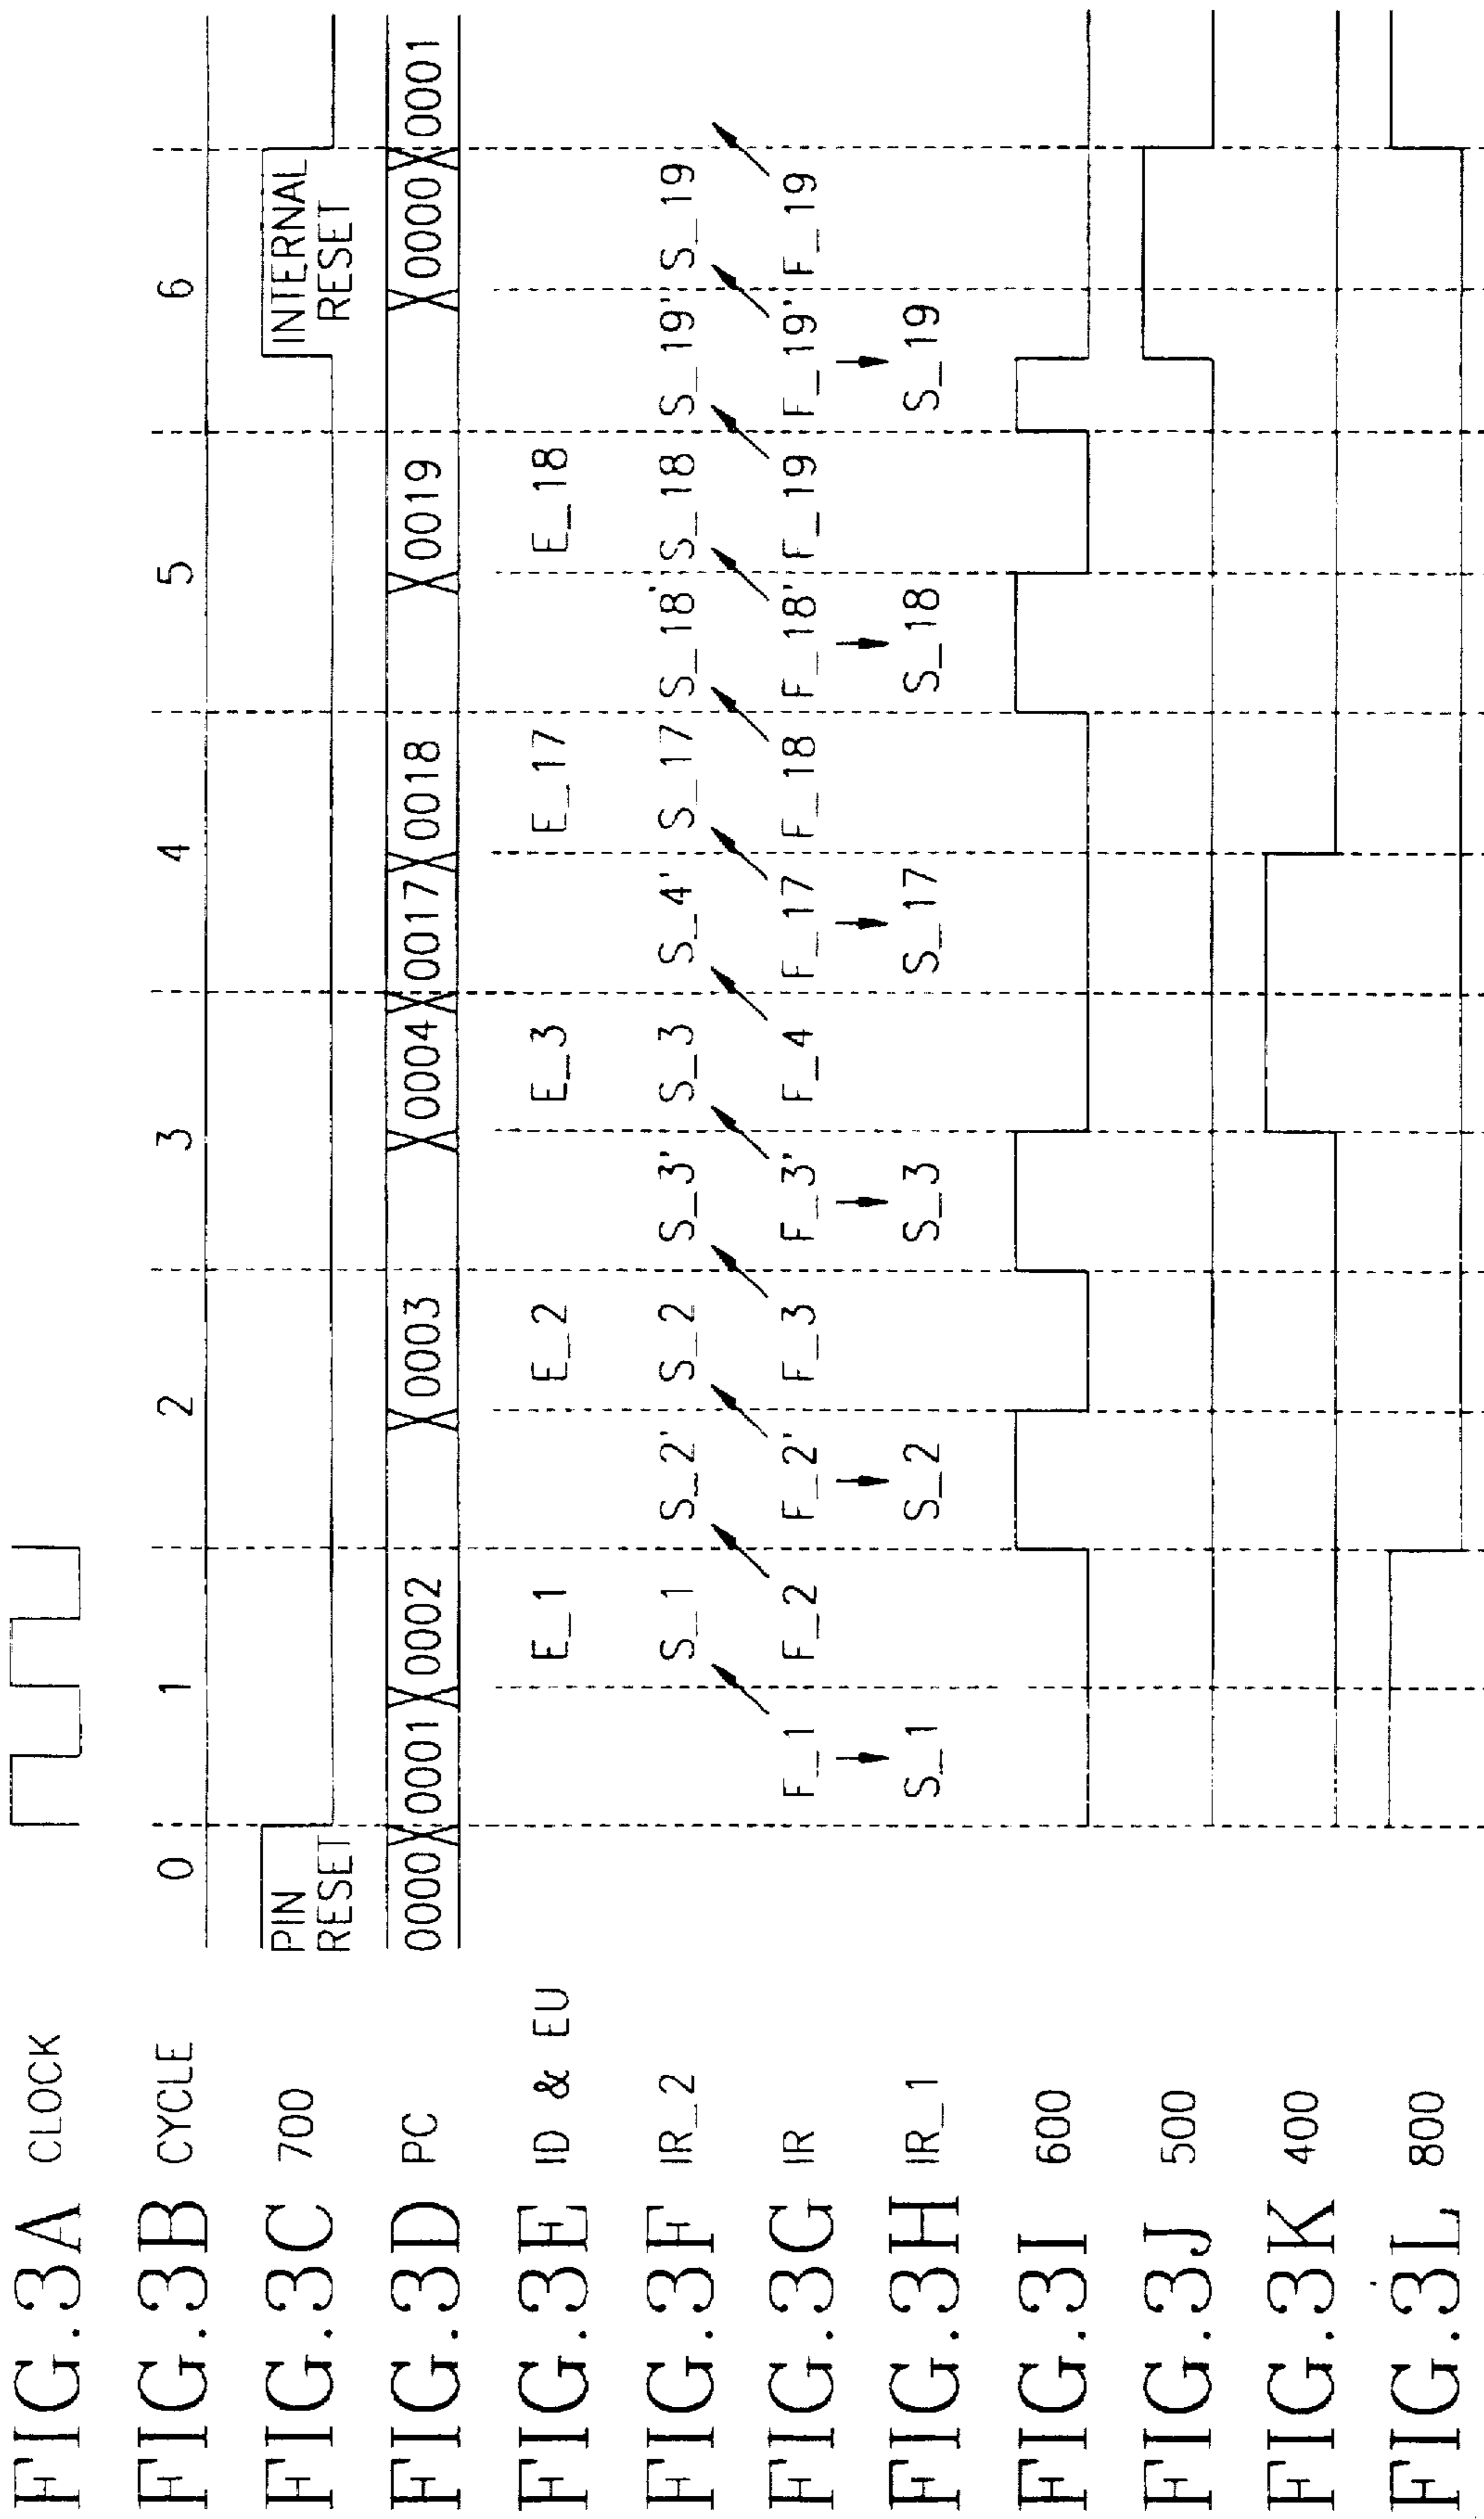 FIG.3A CLOCK
FIG.3B CYCLE 0 1 2 3 4 5 6
FIG.3C 700 PIN RESET INTERNAL RESET
FIG.3D PC 0000 0001 0002 0003 0004 0017 0018 0019 0000 0001
FIG.3E ID & EU E_1 E_2 E_3 E_17 E_18
FIG.3F IR_2 S_1 S_2' S_2 S_3' S_3 S_4' S_17 S_18' S_18 S_19' S_19
FIG.3G IR F_1 F_2 F_2' F_3 F_3' F_4 F_17 F_18 F_18' F_19 F_19' F_19
FIG.3H IR_1 S_1 S_2 S_3 S_17 S_18 S_19
FIG.3I 600
FIG.3J 500
FIG.3K 400
FIG.3L 800